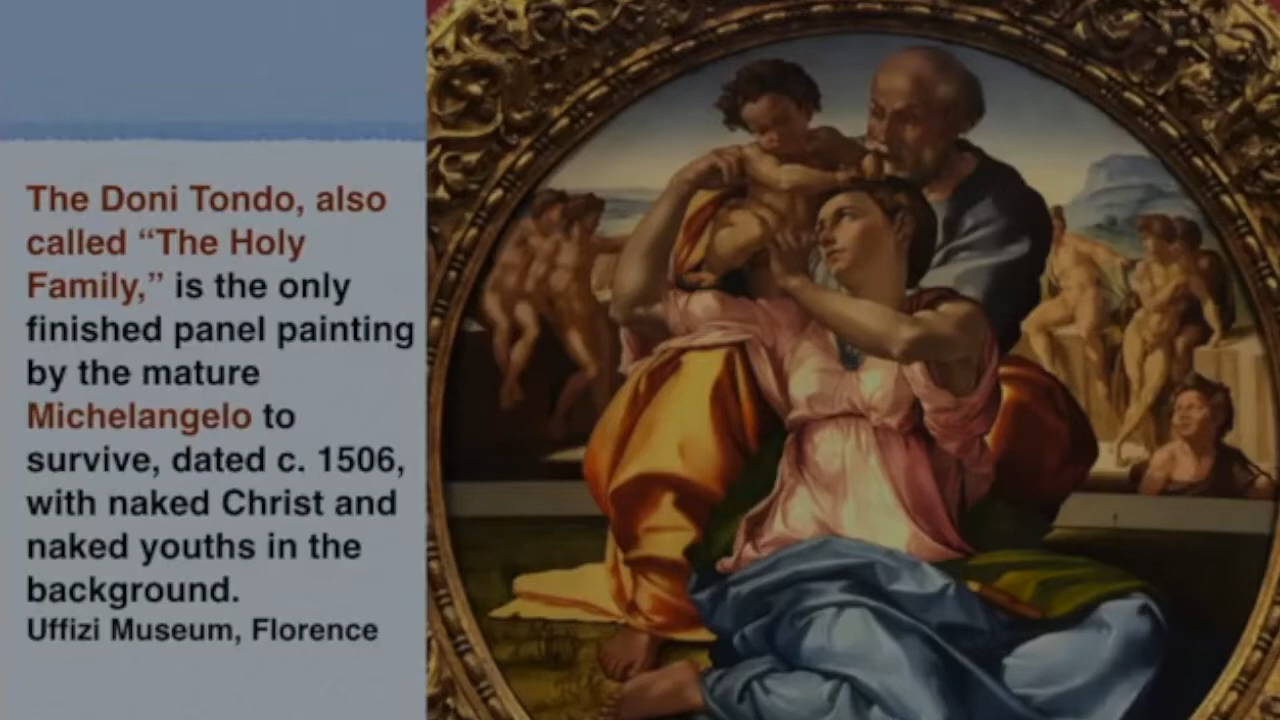 The Doni Tondo, also
called “The Holy
Family,” is the only
finished panel painting
by the mature
Michelangelo to
survive, dated c. 1506,
with naked Christ and
naked youths in the
background.
Uffizi Museum, Florence